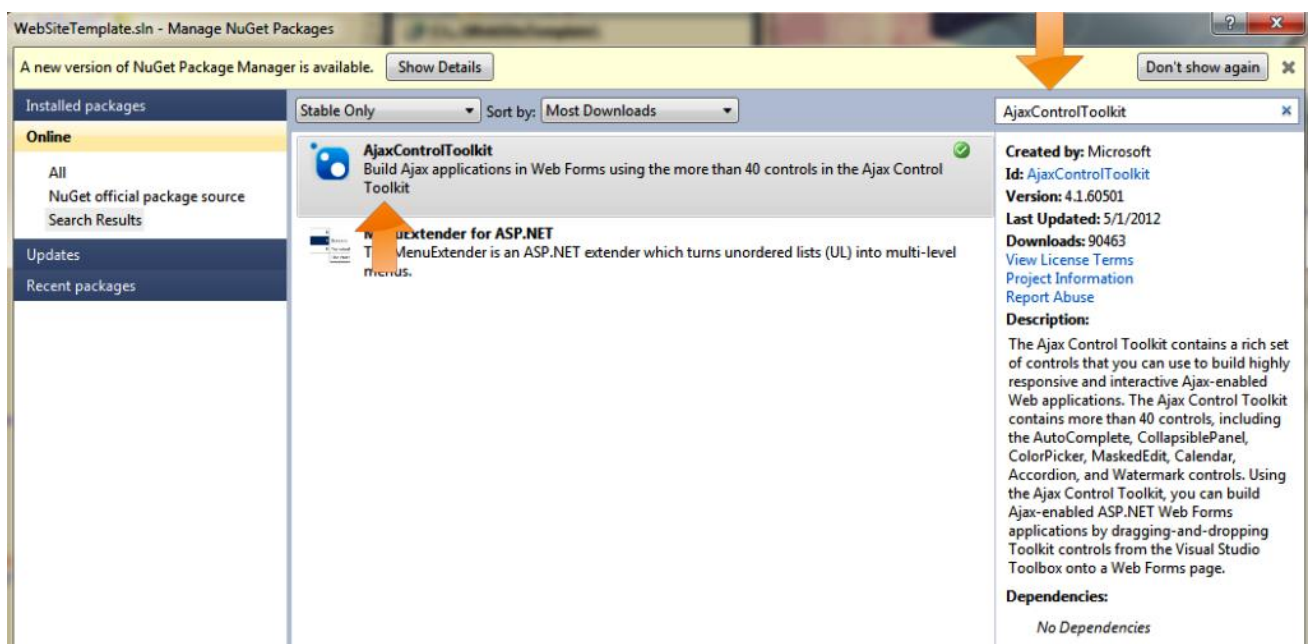 WebSiteTemplate.sln - Manage NuGet Packages
A new version of NuGet Package Manager is available.
Show Details
Don't show again
Installed packages
Online
All
NuGet official package source
Search Results
Updates
Recent packages
Stable Only
Sort by: Most Downloads
AjaxControlToolkit
AjaxControlToolkit
Build Ajax applications in Web Forms using the more than 40 controls in the Ajax Control
Toolkit
for ASP.NET
MenuExtender is an ASP.NET extender which turns unordered lists (UL) into multi-level
Created by: Microsoft
Id: AjaxControlToolkit
Version: 4.1.60501
Last Updated: 5/1/2012
Downloads: 90463
View License Terms
Project Information
Report Abuse
Description:
The Ajax Control Toolkit contains a rich set
of controls that you can use to build highly
responsive and interactive Ajax-enabled
Web applications. The Ajax Control Toolkit
contains more than 40 controls, including
the AutoComplete, CollapsiblePanel,
ColorPicker, MaskedEdit, Calendar,
Accordion, and Watermark controls. Using
the Ajax Control Toolkit, you can build
Ajax-enabled ASP.NET Web Forms
applications by dragging-and-dropping
Toolkit controls from the Visual Studio
Toolbox onto a Web Forms page.
Dependencies:
No Dependencies